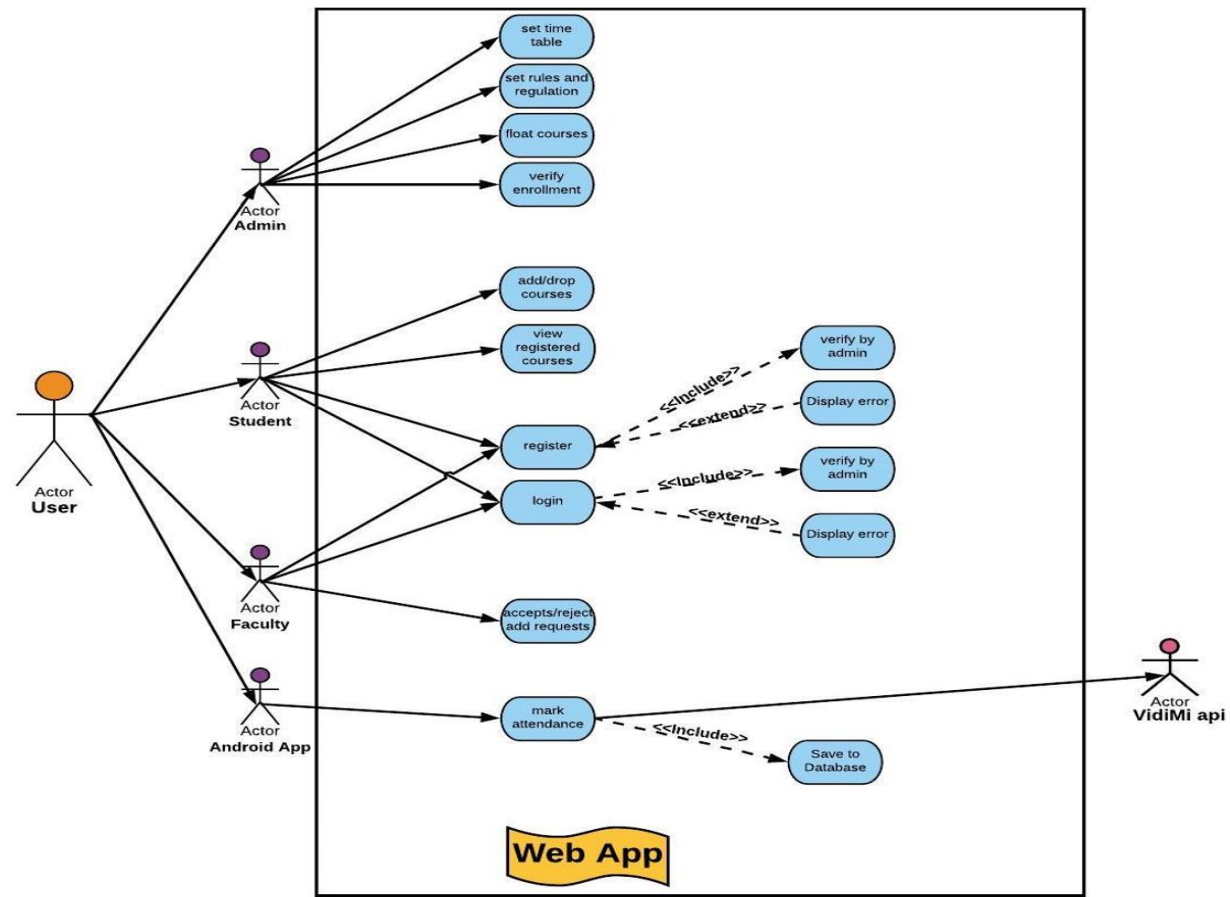 set time
table
set rules and
regulation
float courses
verify
enrollment
Actor
Admin
add/drop
courses
view
registered
courses
verify by
admin
<<Include>>
Display error
<<extend>>
Actor
Student
register
verify by
admin
<<Include>>
login
<<extend>>
Display error
Actor
User
Actor
Faculty
accepts/reject
add requests
mark
attendance
Actor
Android App
<<Include>>
Save to
Database
Actor
VidiMi api
Web App